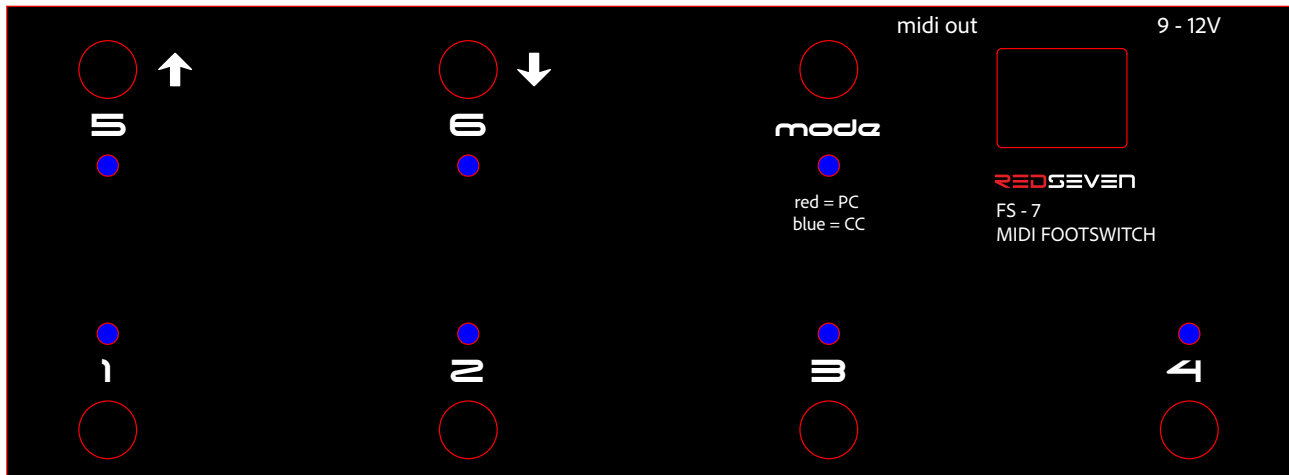 midi out
9 - 12V
5
6
mode
red = PC
blue = CC
REDSEVEN
FS - 7
MIDI FOOTSWITCH
1
2
3
4